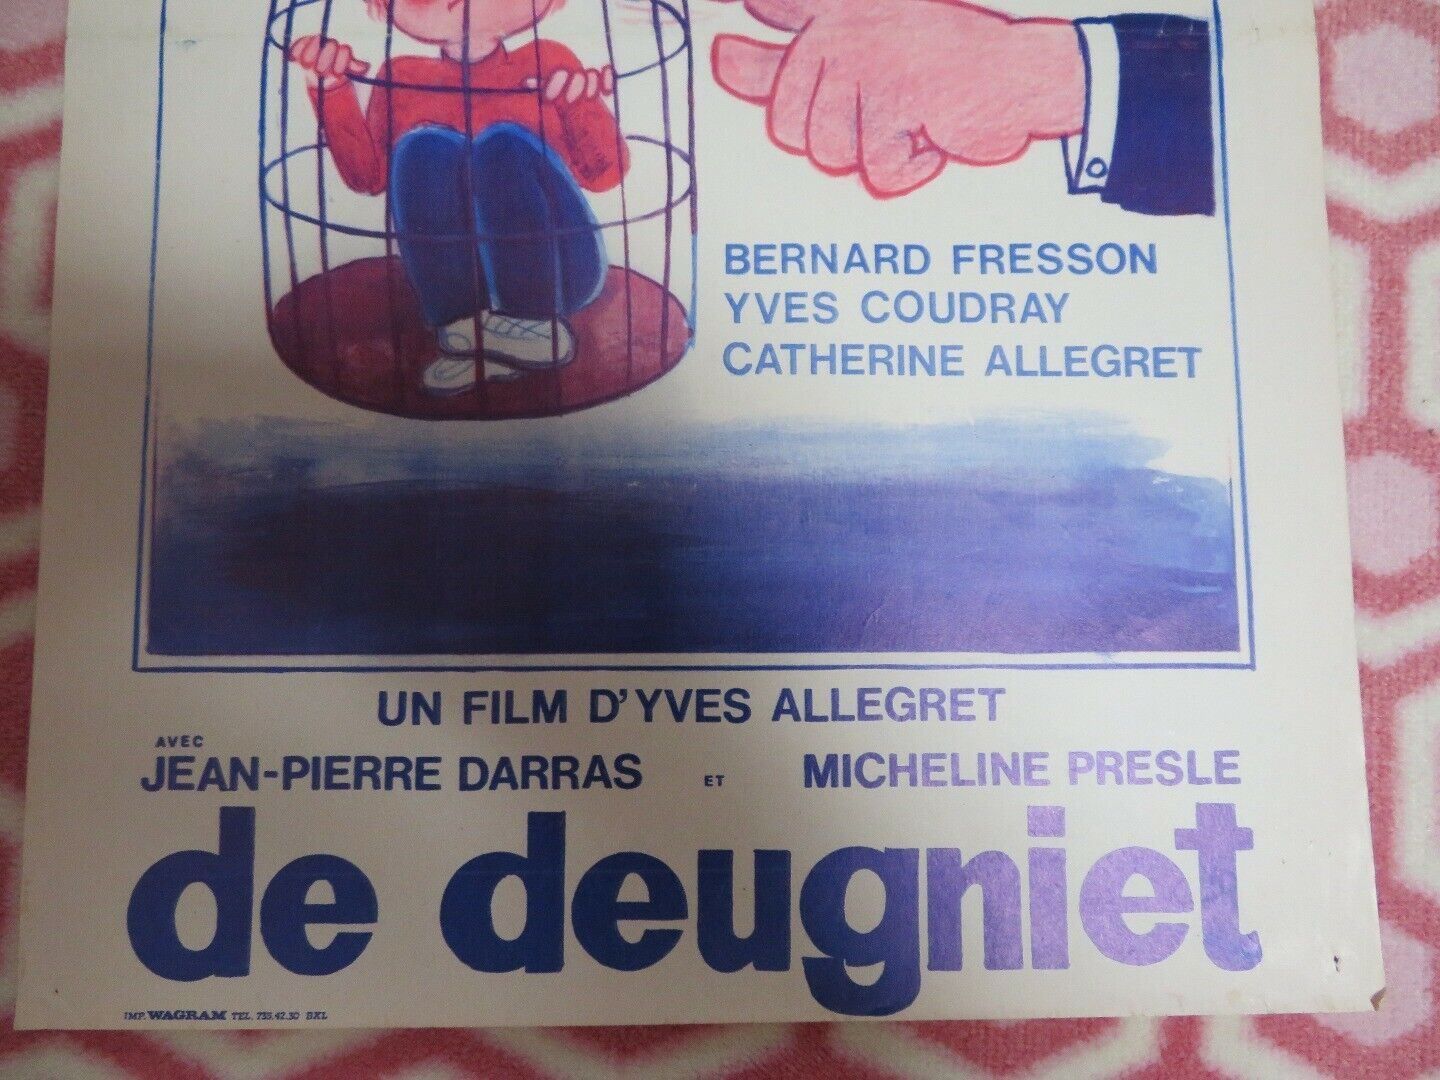 BERNARD FRESSON
YVES COUDRAY
CATHERINE ALLEGRET
UN FILM D'YVES ALLEGRET
AVEC
JEAN-PIERRE DARRAS ET MICHELINE PRESLE
de deugniet
IMP. WAGRAM TEL. 735.42.30 BXL